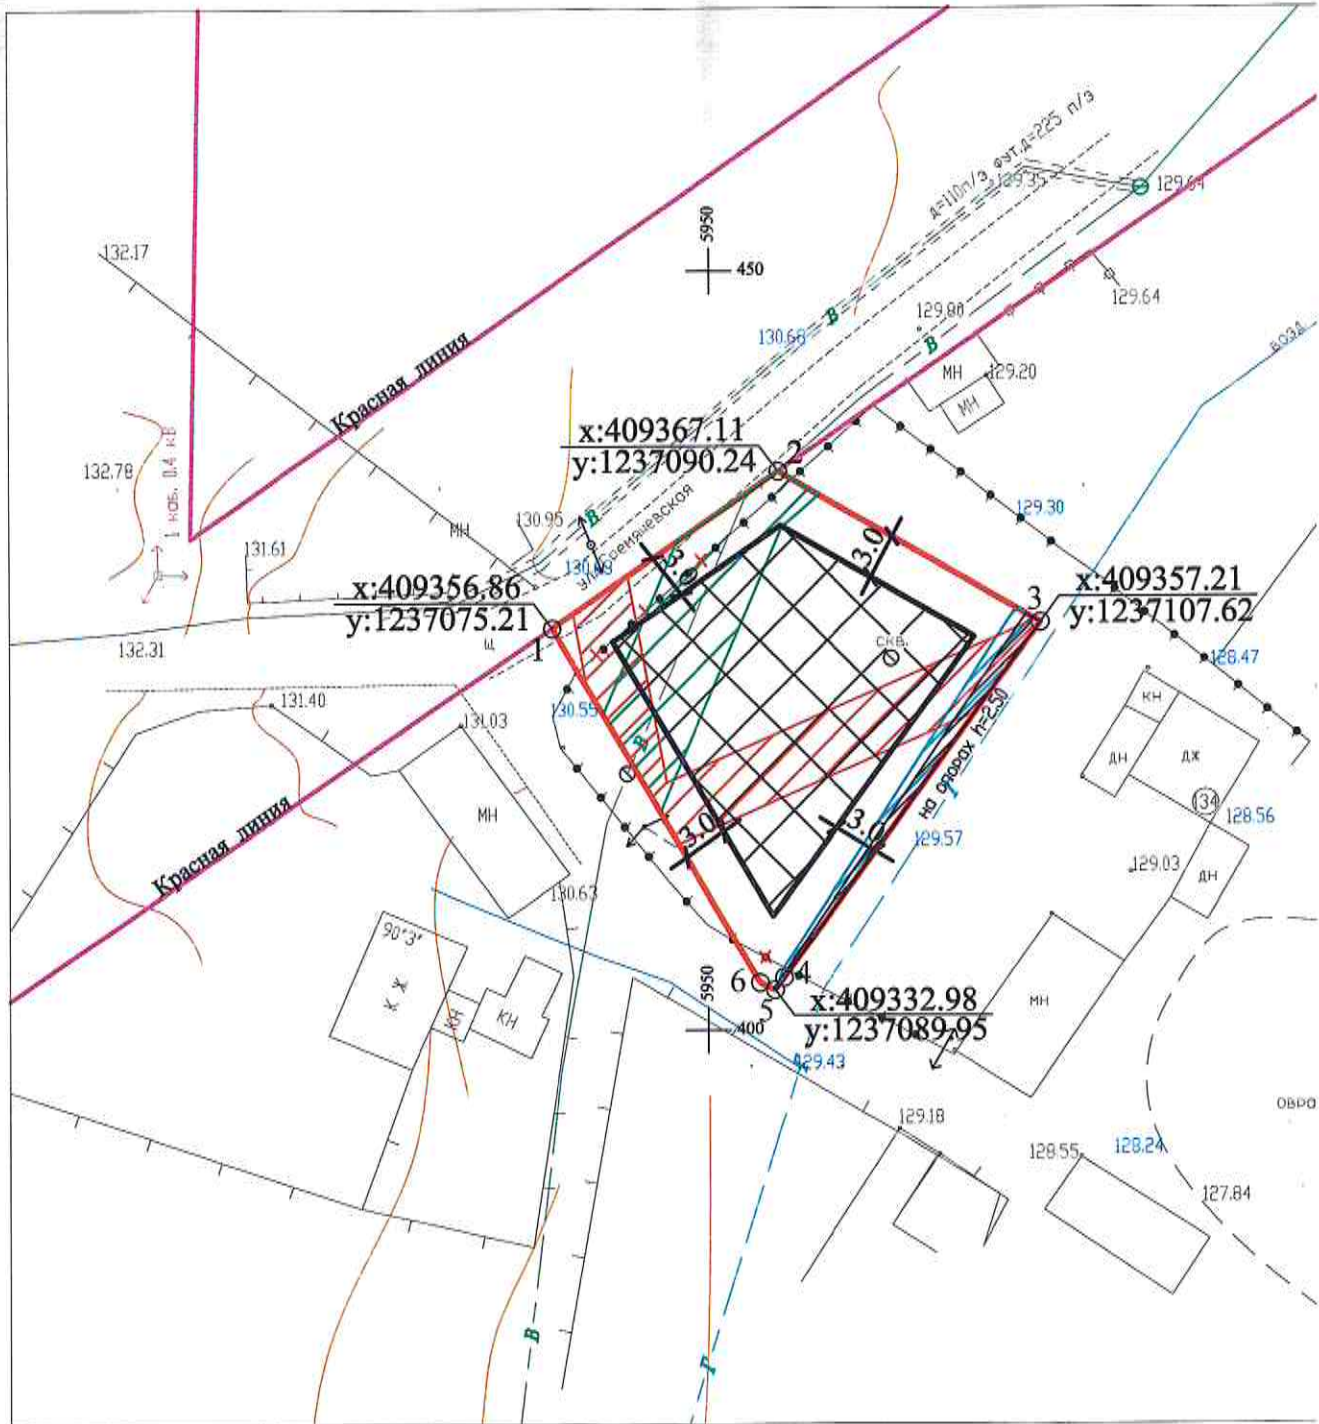 д=110п/э фут.д=225 п/э
129.35
129.64
132.17
5950
450
129.64
В
129.80
130.68
В
возд
Красная линия
МН
129.20
МН
x:409367.11
2
y:1237090.24
132.78
1 каб. 0.4 кВ
129.30
МН
130.95
В
131.61
3.0
x:409356.86
y:1237075.21
3
x:409357.21
y:1237107.62
1
щ
132.31
скв.
128.47
131.40
130.55
131.03
В
КН
ДН
ДЖ
на опорах h=2.50
Г
134
128.56
МН
3.0
3.0
129.57
Красная линия
129.03
ДН
130.63
90*3*
К Ж
КН
КН
5950
6
4
5
x:409332.98
400
y:1237089.95
МН
129.43
129.18
овра
128.55
128.24
127.84
В
Г